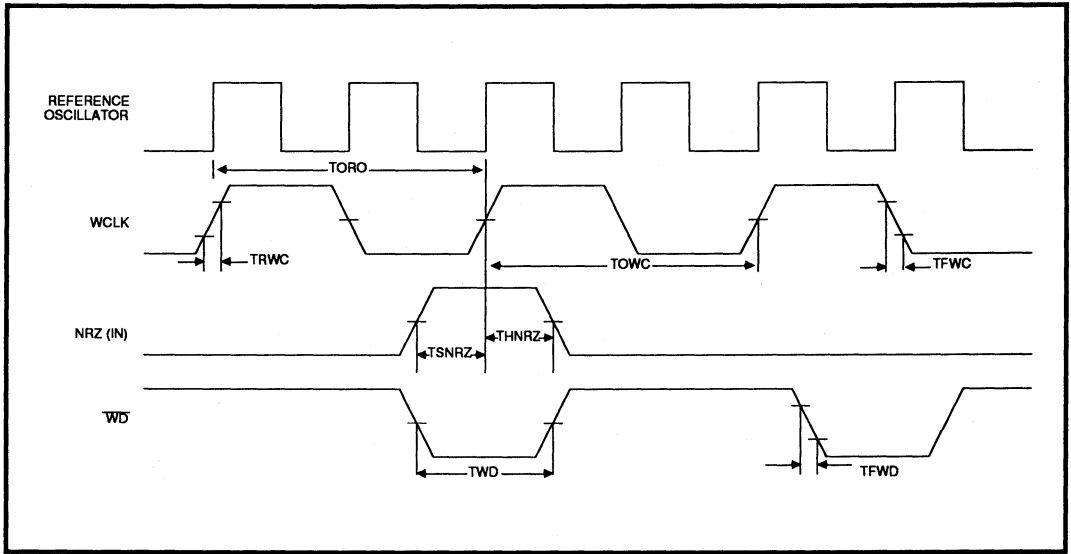 REFERENCE
OSCILLATOR
TORO
WCLK
TRWC
TOWC
TFWC
NRZ (IN)
TSNRZ
THNRZ
WD
TWD
TFWD